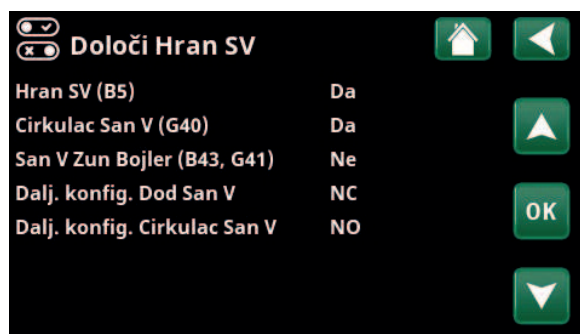 Določi Hran SV
Hran SV (B5) Da
Cirkulac San V (G40) Da
San V Zun Bojler (B43, G41) Ne
Dalj. konfig. Dod San V NC
Dalj. konfig. Cirkulac San V NO
OK